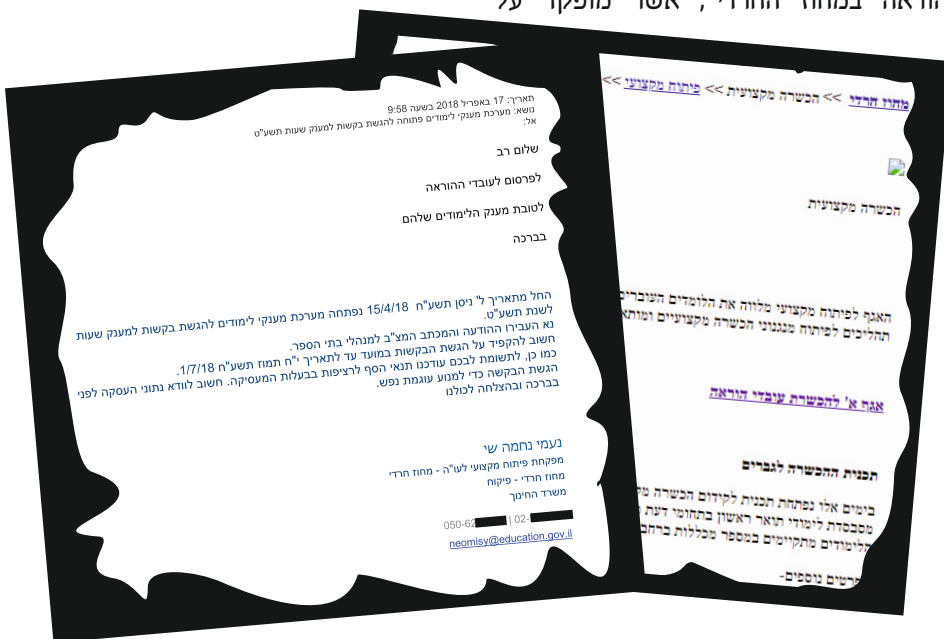 הוראה במחוז החרדי, אשר מופקד על
תאריך: 17 באפריל 2018 בשעה 9:58
נושא: מערכת מענקי לימודים פתוחה להגשת בקשות למענק שעות תשע"ט
אל:
שלום רב
לפרסום לעובדי ההוראה
לטובת מענק הלימודים שלהם
בברכה
החל מתאריך ל' ניסן תשע"ח 15/4/18 נפתחה מערכת מענקי לימודים להגשת בקשות למענק שעות
לשנת תשע"ט.
נא העבירו ההודעה והמכתב המצ"ב למנהלי בתי הספר.
חשוב להקפיד על הגשת הבקשות במועד עד לתאריך י"ח תמוז תשע"ח 1/7/18.
כמו כן, לתשומת לבכם עודכנו תנאי הסף לרציפות בבעלות המעסיקה. חשוב לוודא נתוני העסקה לפני
הגשת הבקשה כדי למנוע עוגמת נפש.
בברכה ובהצלחה לכולנו
נעמי נחמה שי
מפקחת פיתוח מקצועי לעו"ה - מחוז חרדי
מחוז חרדי - פיקוח
משרד החינוך
050-62 | 02-
neomisy@education.gov.il
מחוז חרדי >> הכשרה מקצועית >> פיתוח מקצועי >>
הכשרה מקצועית
האגף לפיתוח מקצועי מלווה את הלומדים העוברים
תהליכים לפיתוח מנגנוני הכשרה מקצועיים
אגף א' להכשרת עובדי הוראה
תכנית ההכשרה לגברים
בימים אלו נפתחת תכנית לקידום הכשרה
מסבסדת לימודי תואר ראשון בתחומי דעת
הלימודים מתקיימים במספר מכללות
פרטים נוספים-